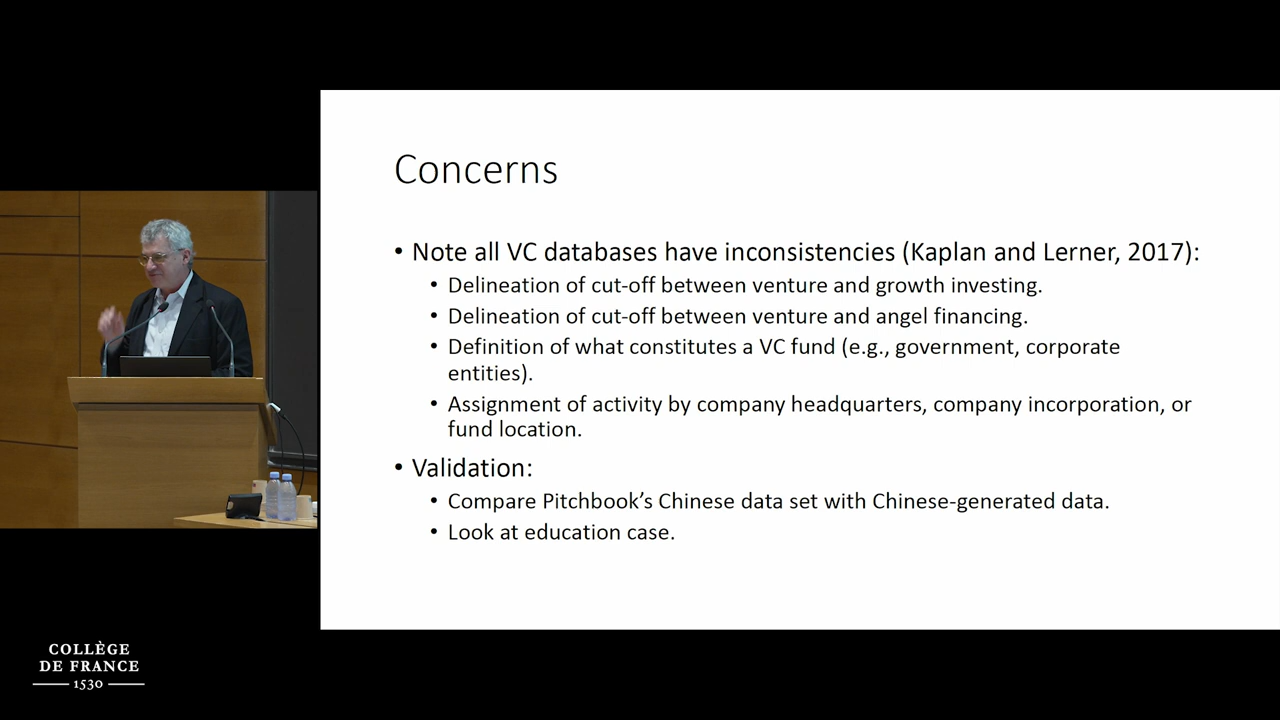 Concerns
• Note all VC databases have inconsistencies (Kaplan and Lerner, 2017):
• Delineation of cut-off between venture and growth investing.
• Delineation of cut-off between venture and angel financing.
• Definition of what constitutes a VC fund (e.g., government, corporate
entities).
• Assignment of activity by company headquarters, company incorporation, or
fund location.
• Validation:
• Compare Pitchbook’s Chinese data set with Chinese-generated data.
• Look at education case.
COLLÈGE
DE FRANCE
1530